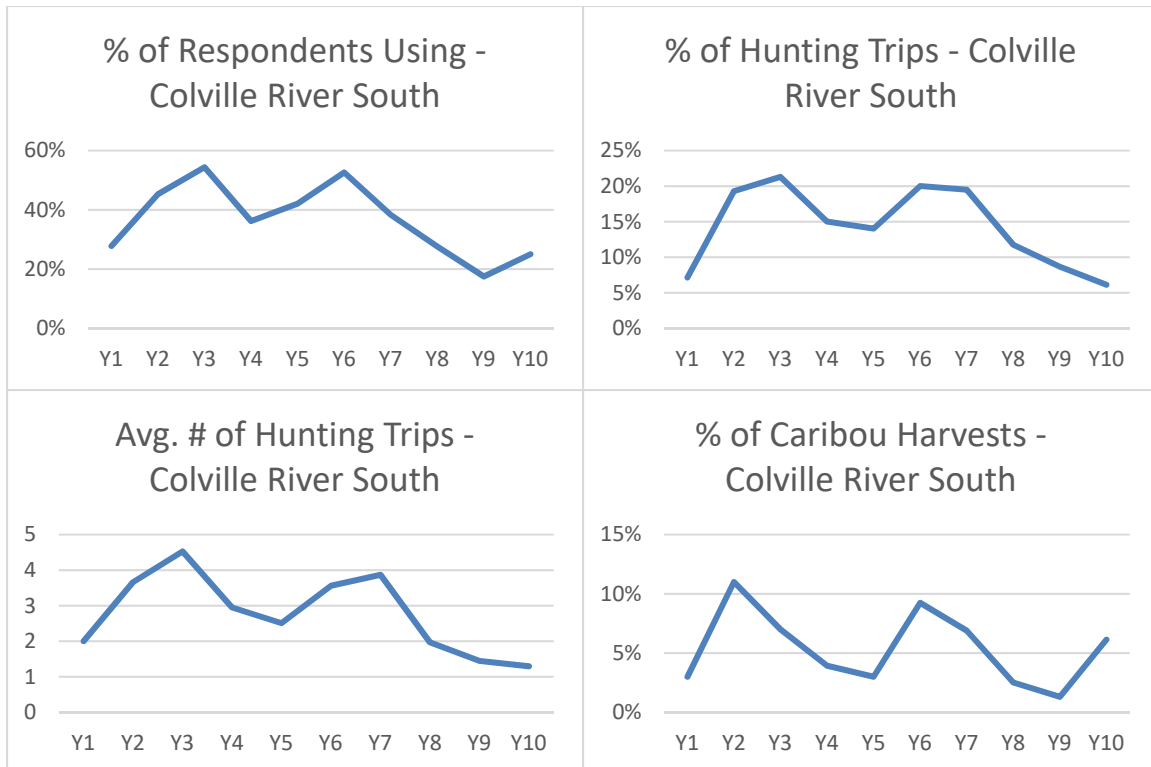 % of Respondents Using -
Colville River South
60%
40%
20%
0%
Y1 Y2 Y3 Y4 Y5 Y6 Y7 Y8 Y9 Y10
% of Hunting Trips - Colville
River South
25%
20%
15%
10%
5%
0%
Y1 Y2 Y3 Y4 Y5 Y6 Y7 Y8 Y9 Y10
Avg. # of Hunting Trips -
Colville River South
5
4
3
2
1
0
Y1 Y2 Y3 Y4 Y5 Y6 Y7 Y8 Y9 Y10
% of Caribou Harvests -
Colville River South
15%
10%
5%
0%
Y1 Y2 Y3 Y4 Y5 Y6 Y7 Y8 Y9 Y10